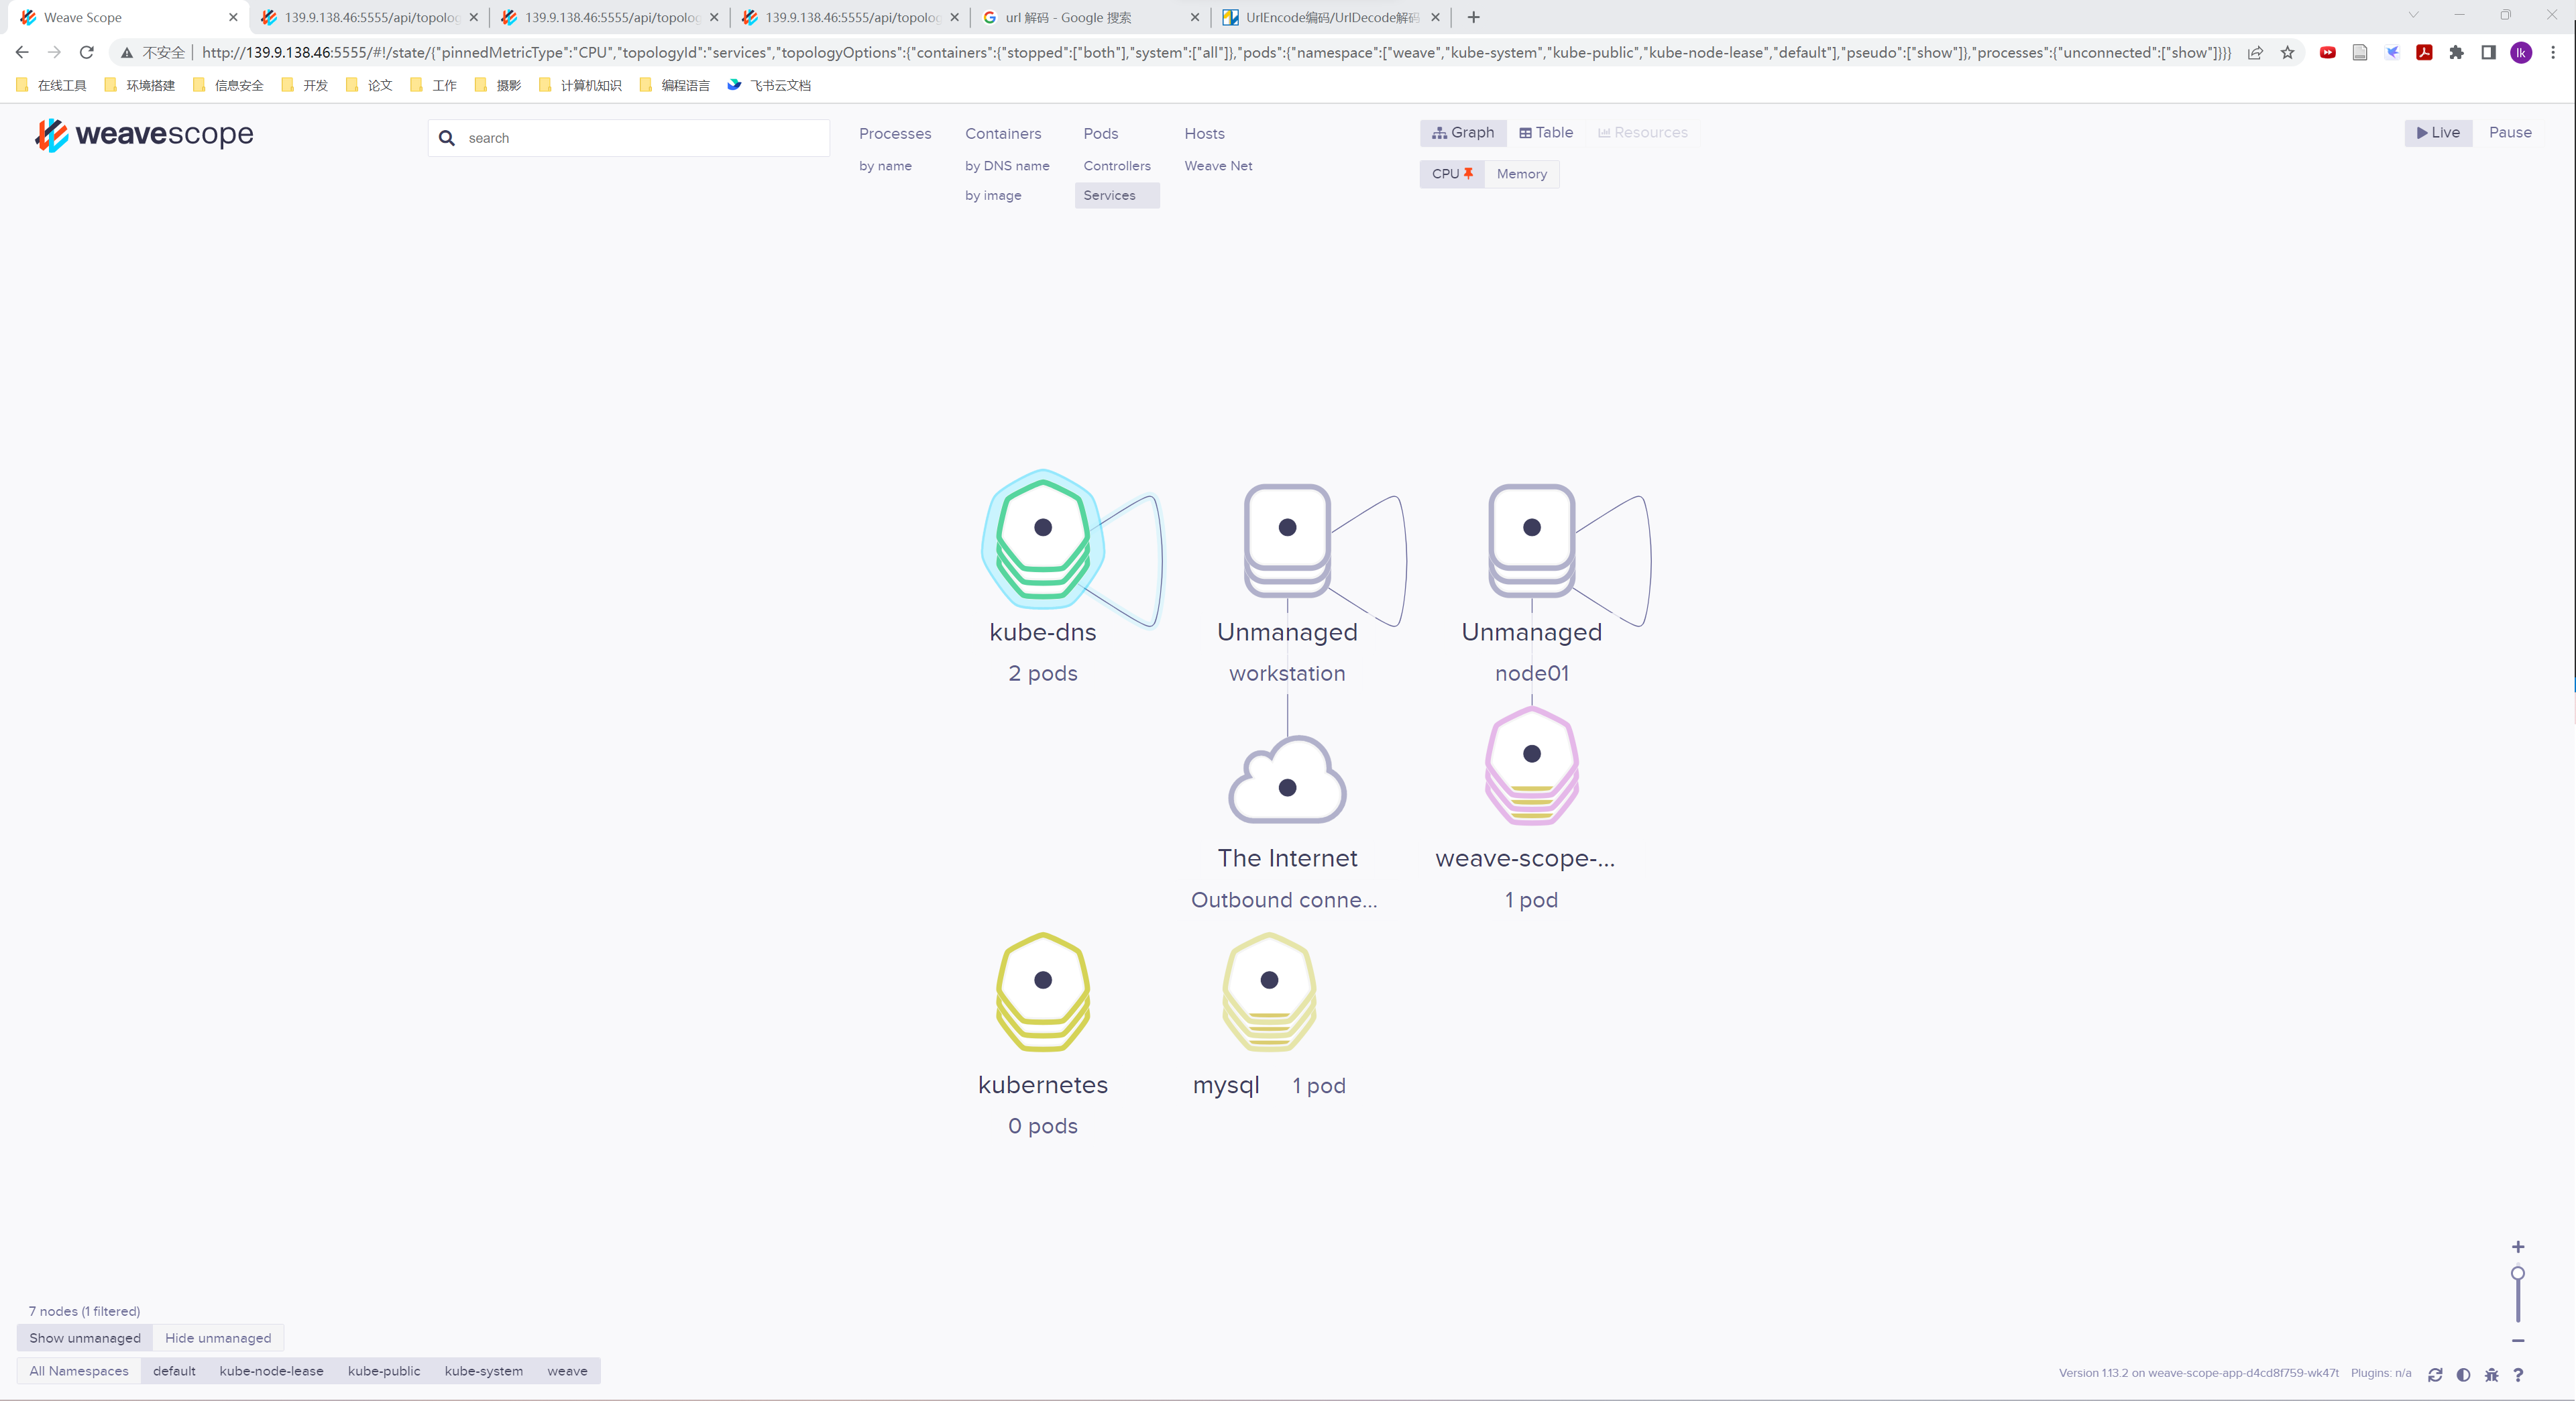 Weave Scope
139.9.138.46:5555/api/topolog
139.9.138.46:5555/api/topolog
139.9.138.46:5555/api/topolog
url 解码 - Google 搜索
UrlEncode编码/UrlDecode解码
不安全
http://139.9.138.46:5555/#!/state/{"pinnedMetricType":"CPU","topologyId":"services","topologyOptions":{"containers":{"stopped":["both"],"system":["all"]},"pods":{"namespace":["weave","kube-system","kube-public","kube-node-lease","default"],"pseudo":["show"]},"processes":{"unconnected":["show"]}}}
lk
在线工具
环境搭建
信息安全
开发
论文
工作
摄影
计算机知识
编程语言
飞书云文档
weavescope
search
Processes
Containers
Pods
Hosts
by name
by DNS name
Controllers
Weave Net
by image
Services
Graph
Table
Resources
CPU
Memory
Live
Pause
kube-dns
2 pods
Unmanaged
workstation
Unmanaged
node01
The Internet
Outbound conne...
weave-scope-...
1 pod
kubernetes
0 pods
mysql
1 pod
7 nodes (1 filtered)
Show unmanaged
Hide unmanaged
All Namespaces
default
kube-node-lease
kube-public
kube-system
weave
Version 1.13.2 on weave-scope-app-d4cd8f759-wk47t
Plugins: n/a